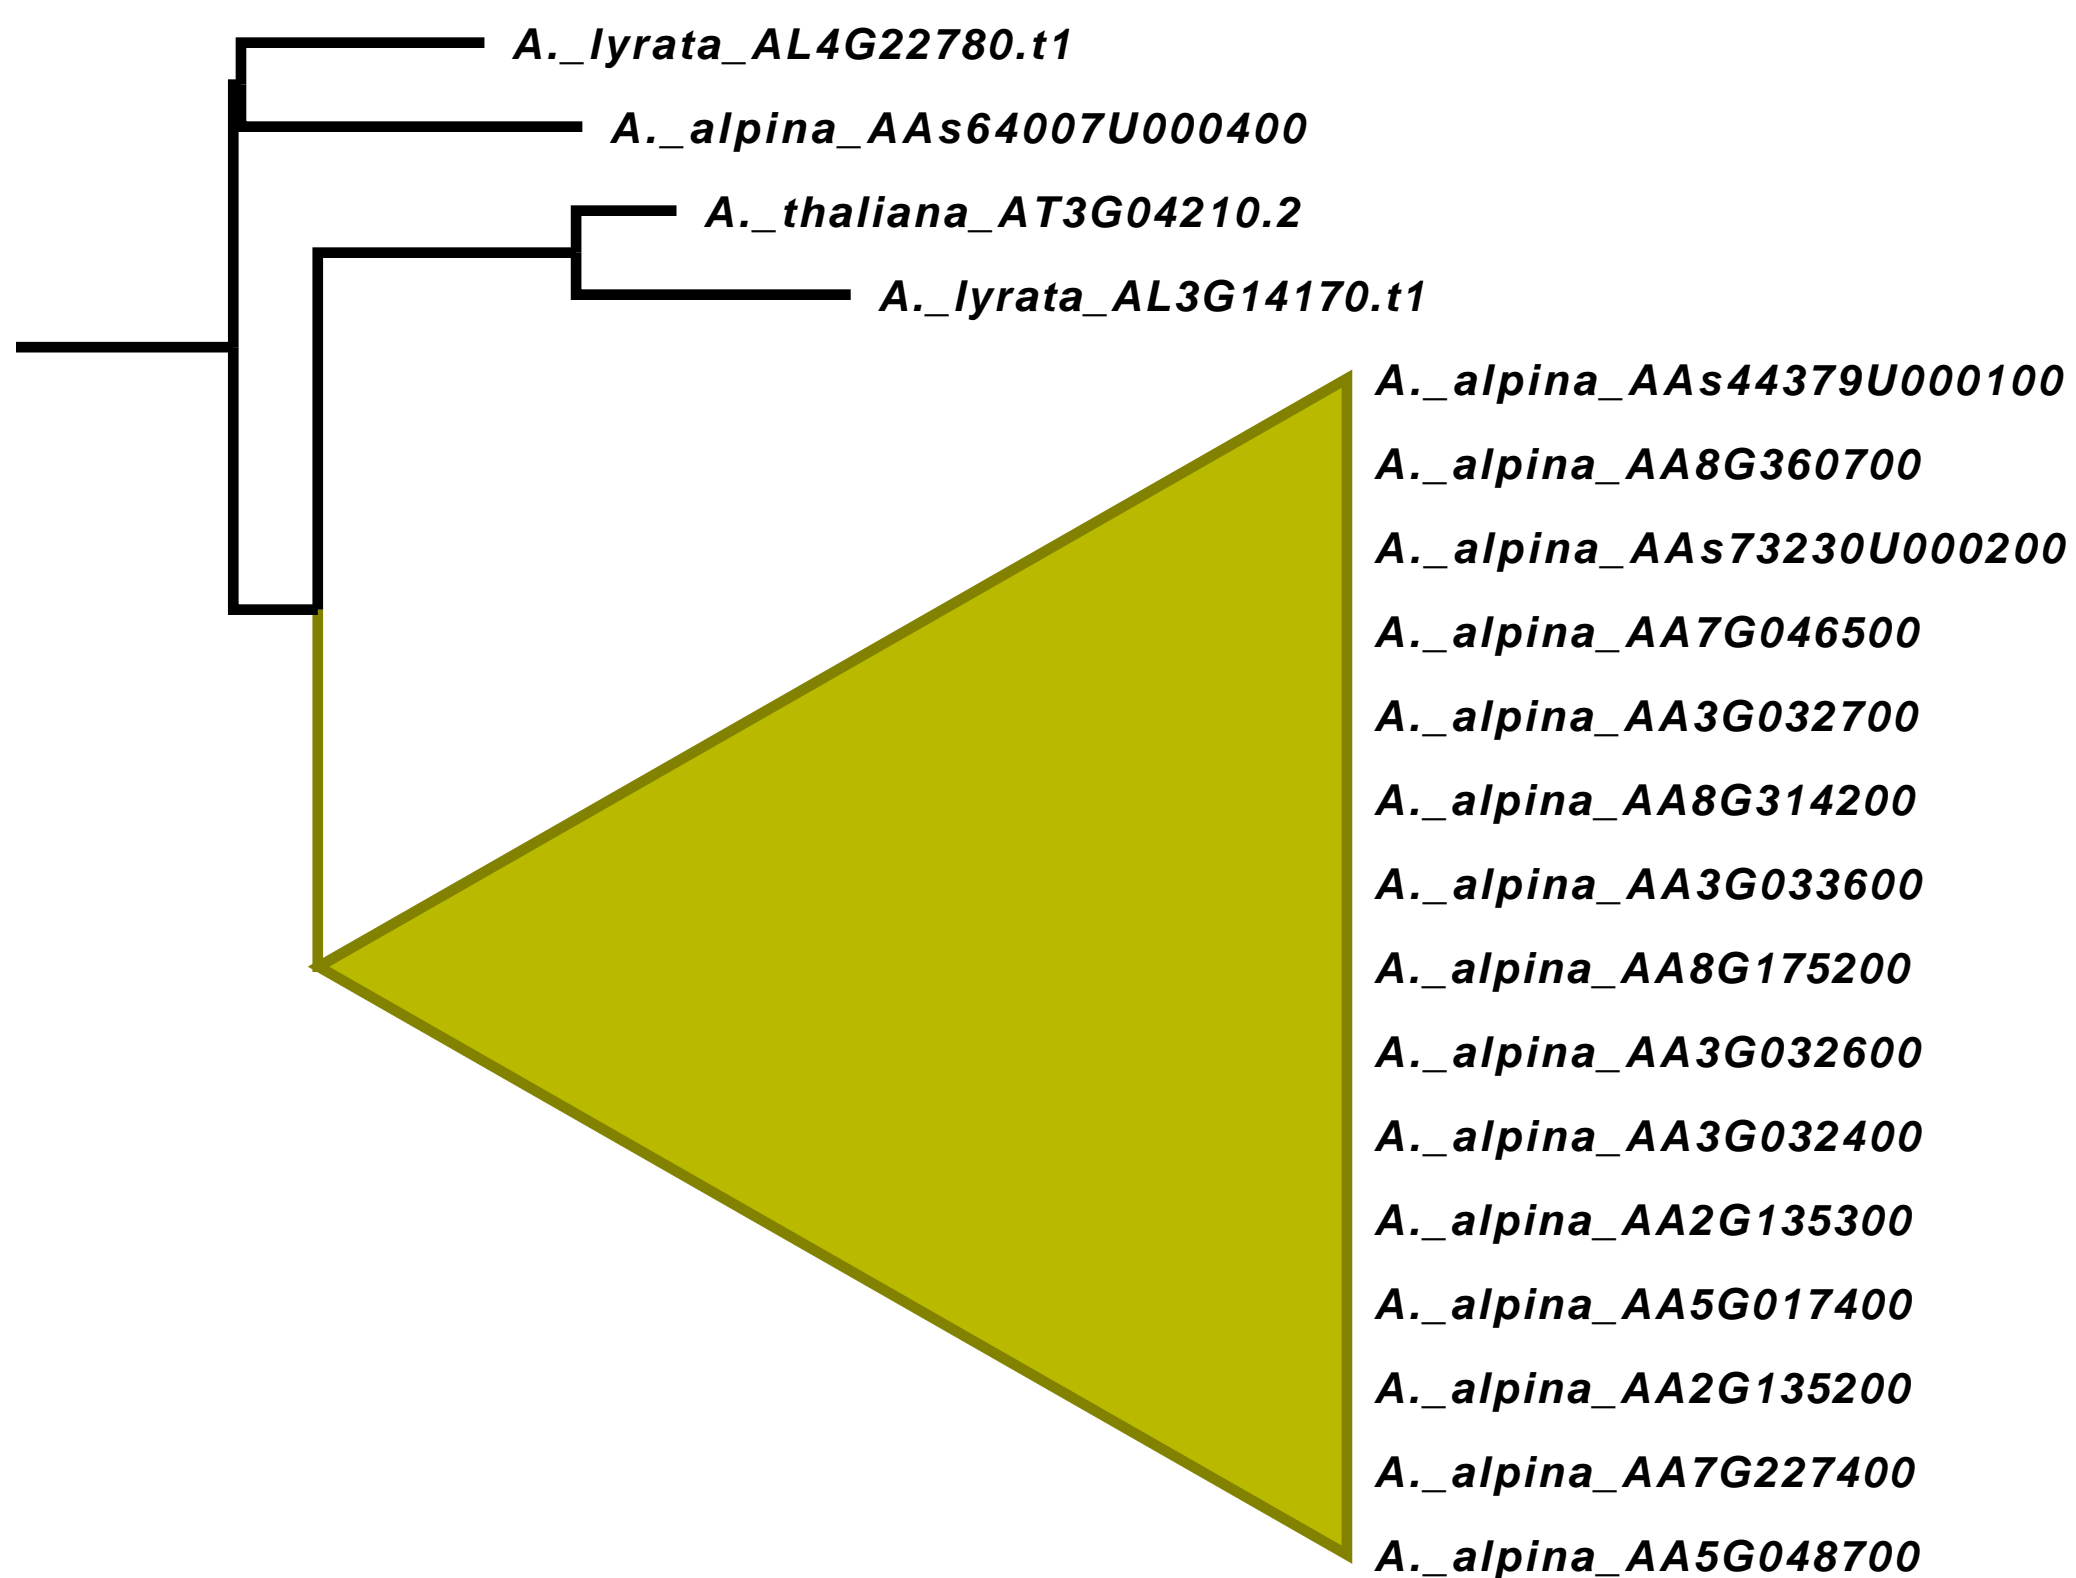 A._lyrata_AL4G22780.t1
A._alpina_AAs64007U000400
A._thaliana_AT3G04210.2
A._lyrata_AL3G14170.t1
A._alpina_AAs44379U000100
A._alpina_AA8G360700
A._alpina_AAs73230U000200
A._alpina_AA7G046500
A._alpina_AA3G032700
A._alpina_AA8G314200
A._alpina_AA3G033600
A._alpina_AA8G175200
A._alpina_AA3G032600
A._alpina_AA3G032400
A._alpina_AA2G135300
A._alpina_AA5G017400
A._alpina_AA2G135200
A._alpina_AA7G227400
A._alpina_AA5G048700